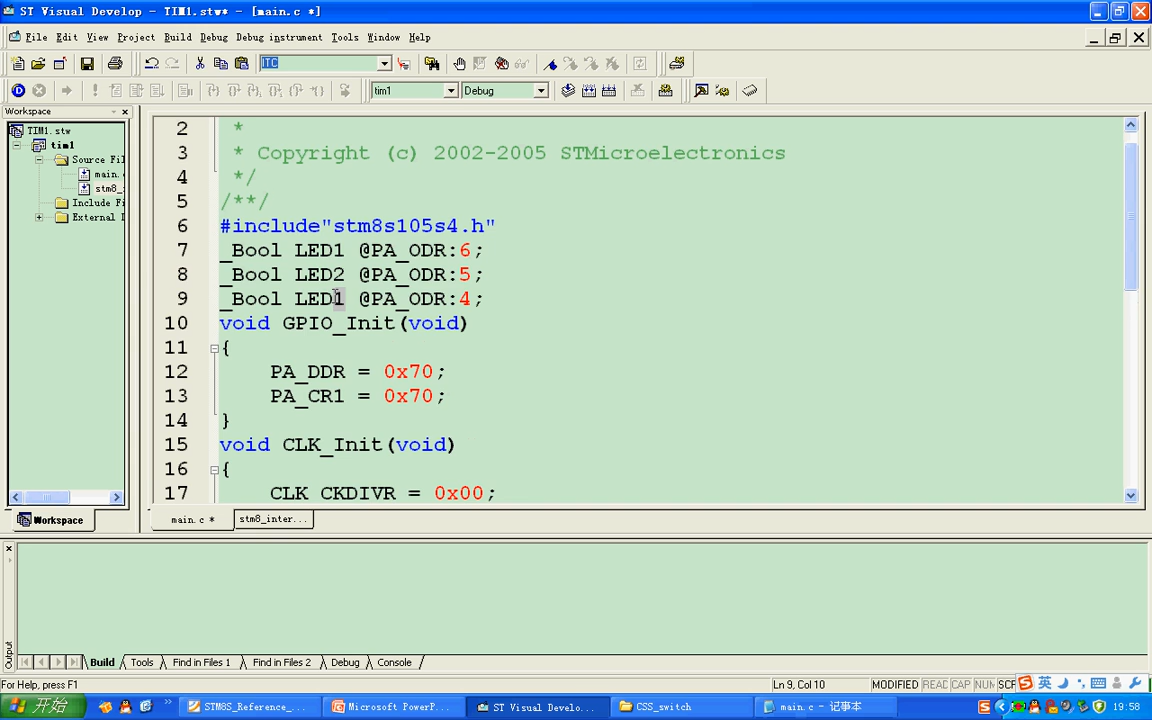 ST Visual Develop - TIM1.stw* - [main.c *]
File Edit View Project Build Debug Debug instrument Tools Window Help
ITC
tim1 Debug
Workspace
TIM1.stw
tim1
Source Fil
main.
stm8_
Include Fi
External D
Workspace
2 *
3 * Copyright (c) 2002-2005 STMicroelectronics
4 */
5 /**/
6 #include"stm8s105s4.h"
7 _Bool LED1 @PA_ODR:6;
8 _Bool LED2 @PA_ODR:5;
9 _Bool LED1 @PA_ODR:4;
10 void GPIO_Init(void)
11 {
12 PA_DDR = 0x70;
13 PA_CR1 = 0x70;
14 }
15 void CLK_Init(void)
16 {
17 CLK_CKDIVR = 0x00;
main.c * stm8_inter...
Output
Build Tools Find in Files 1 Find in Files 2 Debug Console
For Help, press F1 Ln 9, Col 10 MODIFIED READ CAP NUM SCF 英
开始 STM8S_Reference_... Microsoft PowerP... ST Visual Develo... CSS_switch main.c - 记事本 19:58